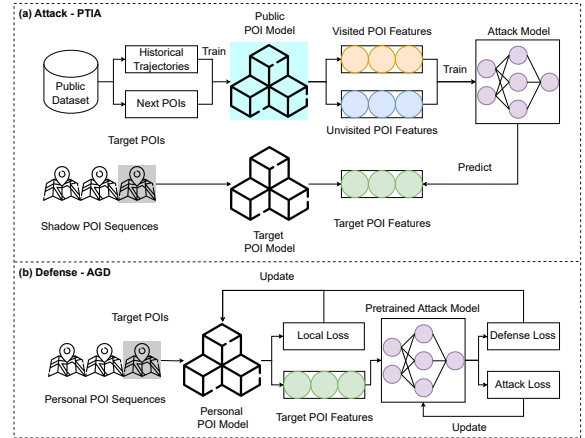 (a) Attack - PTIA
Public
POI Model
Visited POI Features
Attack Model
Historical
Trajectories
Train
Public
Dataset
Next POIs
Train
Unvisited POI Features
Target POIs
Predict
Shadow POI Sequences
Target
POI Model
Target POI Features
(b) Defense - AGD
Update
Target POIs
Pretrained Attack Model
Local Loss
Defense Loss
Attack Loss
Personal POI Sequences
Personal
POI Model
Target POI Features
Update